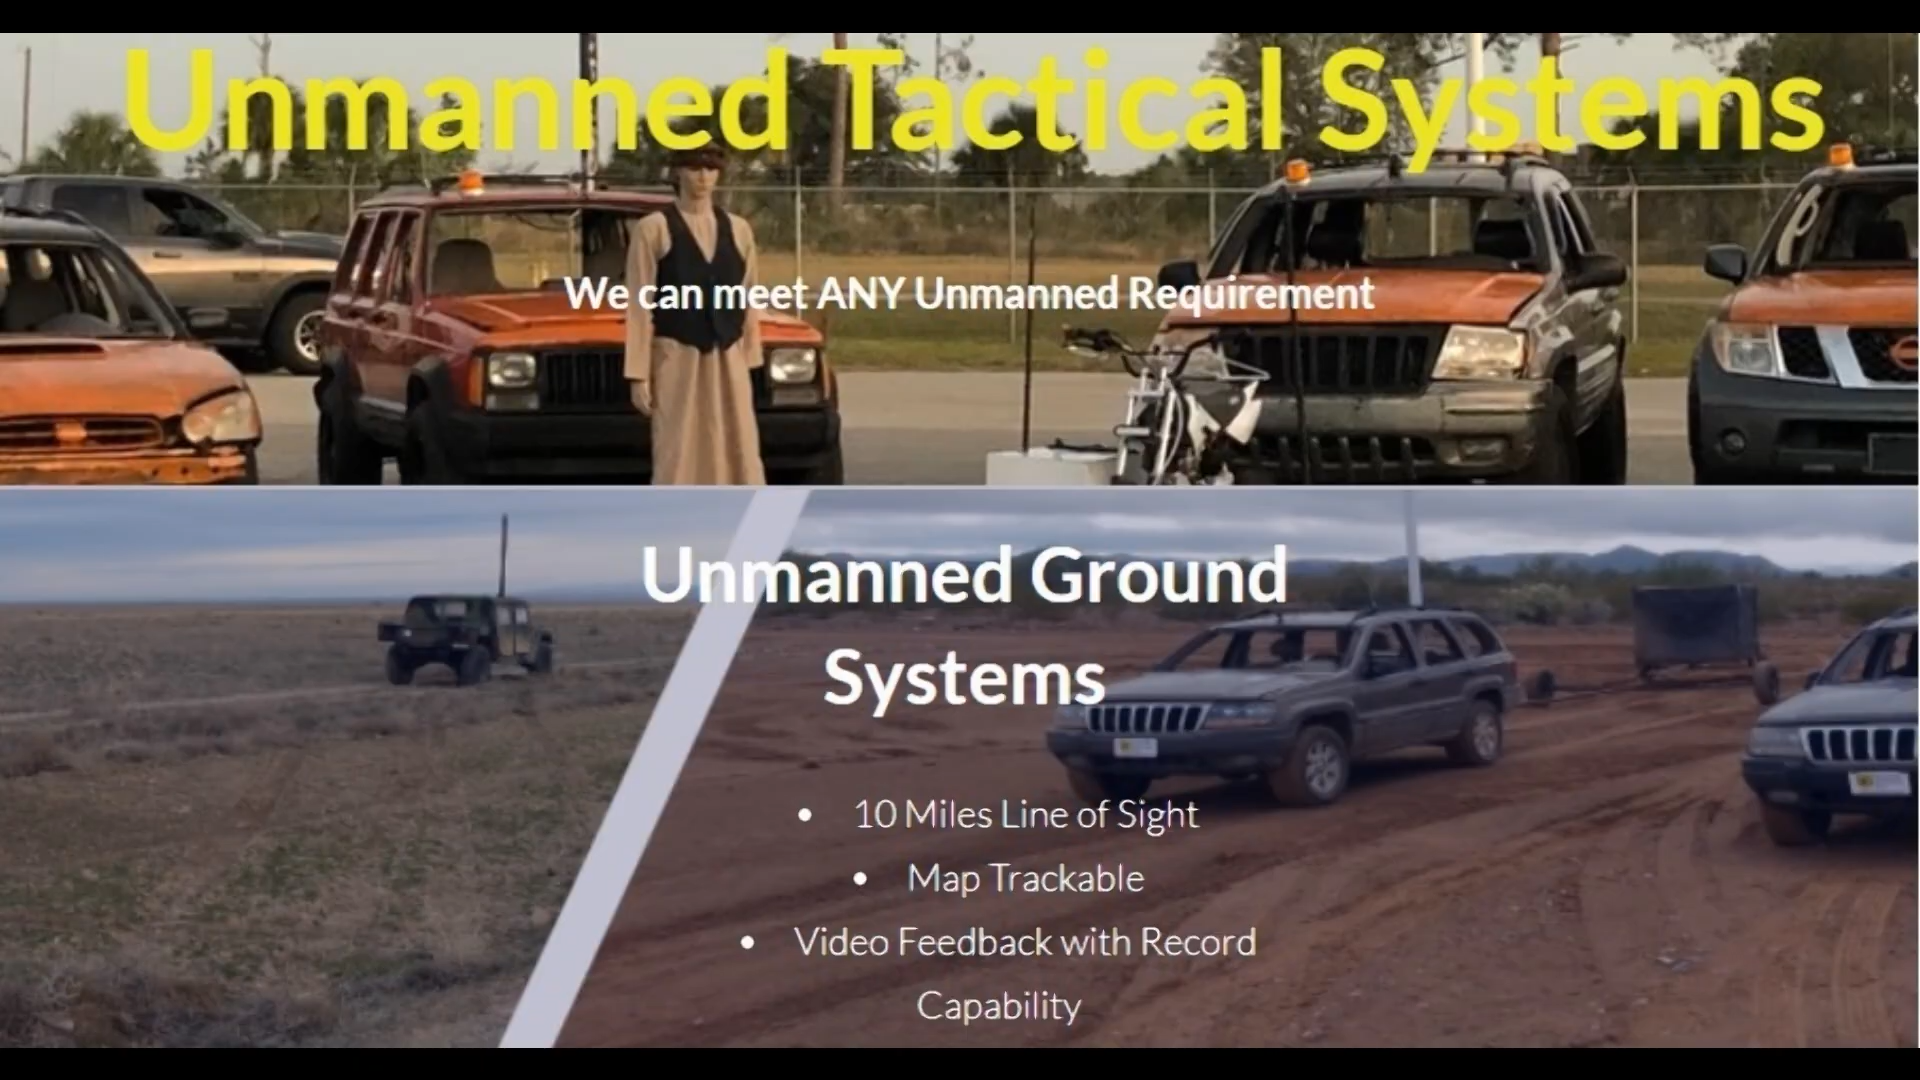 Unmanned Tactical Systems
We can meet ANY Unmanned Requirement
Unmanned Ground
Systems
• 10 Miles Line of Sight
• Map Trackable
• Video Feedback with Record
Capability